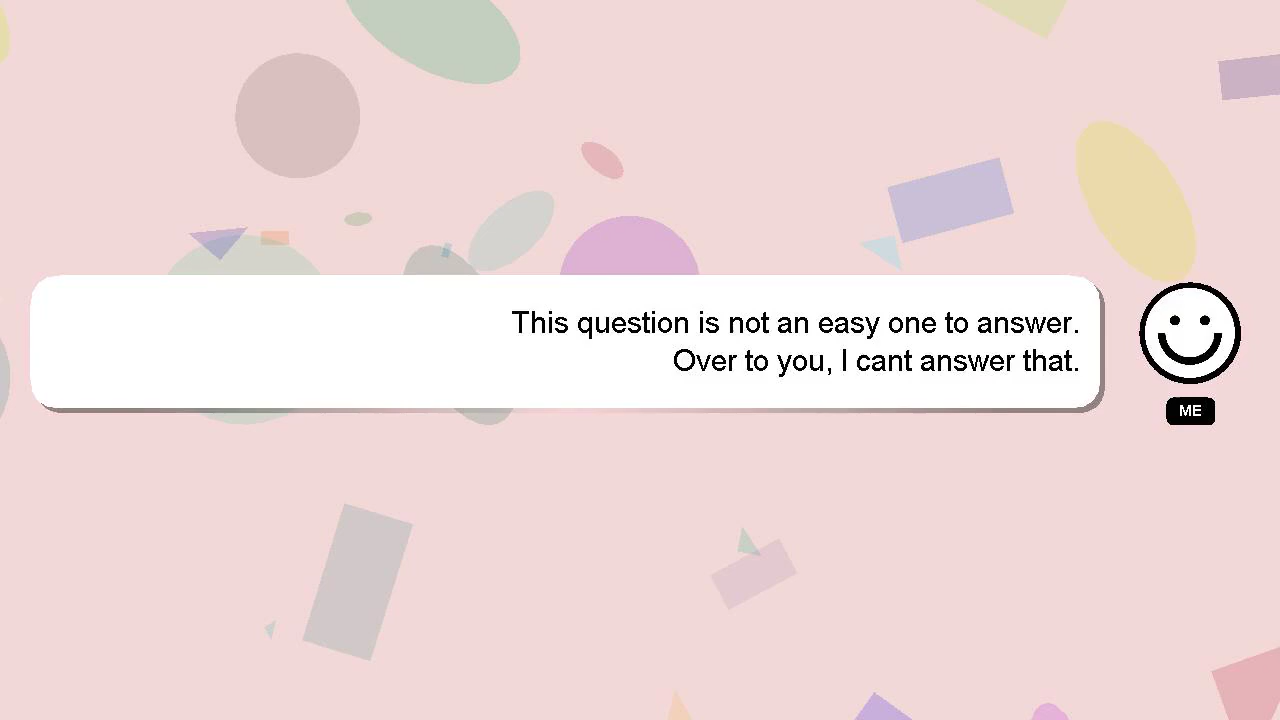 This question is not an easy one to answer.
Over to you, I cant answer that.
ME